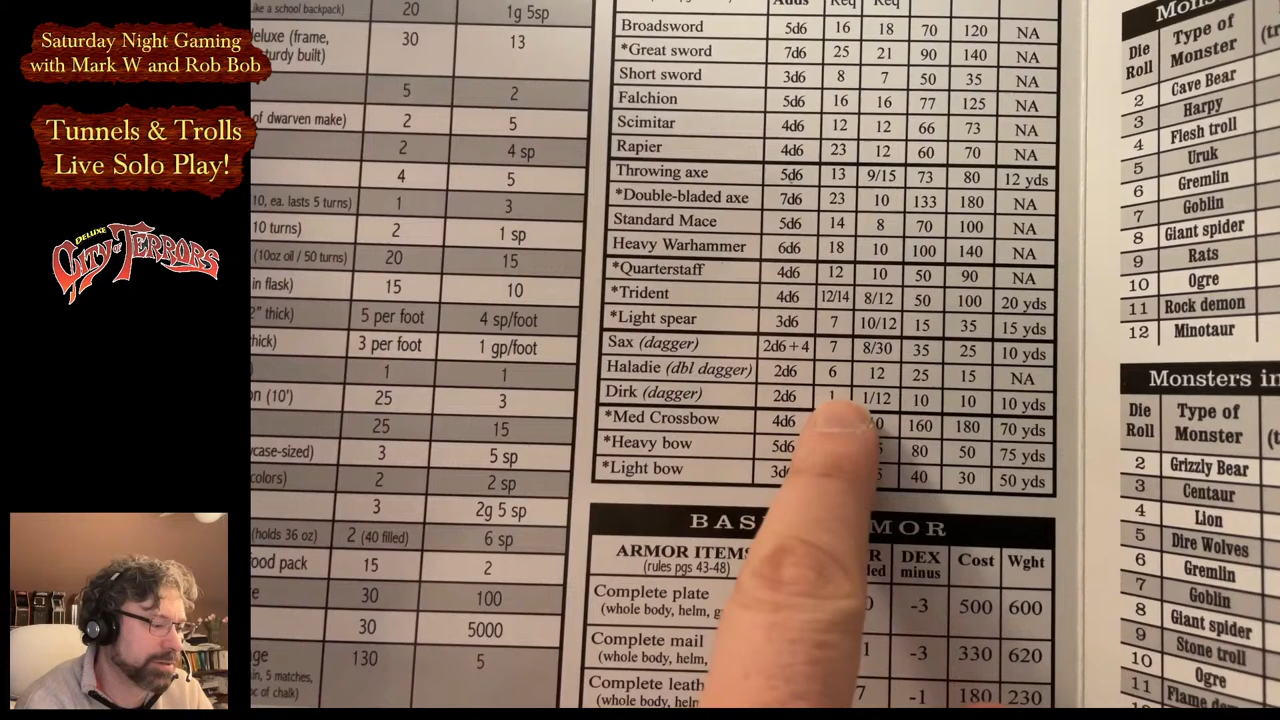 Saturday Night Gaming
with Mark W and Rob Bob
Tunnels & Trolls
Live Solo Play!
DELUXE
CITY OF TERRORS
like a school backpack) 20 1g 5sp
deluxe (frame, sturdy built) 30 13
5 2
of dwarven make) 2 5
2 4 sp
4 5
10, ea. lasts 5 turns) 1 3
10 turns) 2 1 sp
(10oz oil / 50 turns) 20 15
in flask) 15 10
2" thick) 5 per foot 4 sp/foot
hick) 3 per foot 1 gp/foot
1 1
on (10') 25 3
25 15
case-sized) 3 5 sp
colors) 2 2 sp
3 2g 5 sp
(holds 36 oz) 2 (40 filled) 6 sp
ood pack 15 2
e 30 100
30 5000
ge 130 5
in, 5 matches,
oc of chalk)
Adds Req Req
Broadsword 5d6 16 18 70 120 NA
*Great sword 7d6 25 21 90 140 NA
Short sword 3d6 8 7 50 35 NA
Falchion 5d6 16 16 77 125 NA
Scimitar 4d6 12 12 66 73 NA
Rapier 4d6 23 12 60 70 NA
Throwing axe 5d6 13 9/15 73 80 12 yds
*Double-bladed axe 7d6 23 10 133 180 NA
Standard Mace 5d6 14 8 70 100 NA
Heavy Warhammer 6d6 18 10 100 140 NA
*Quarterstaff 4d6 12 10 50 90 NA
*Trident 4d6 12/14 8/12 50 100 20 yds
*Light spear 3d6 7 10/12 15 35 15 yds
Sax (dagger) 2d6+4 7 8/30 35 25 10 yds
Haladie (dbl dagger) 2d6 6 12 25 15 NA
Dirk (dagger) 2d6 1 1/12 10 10 10 yds
*Med Crossbow 4d6 160 180 70 yds
*Heavy bow 5d6 80 50 75 yds
*Light bow 3d6 40 30 50 yds
ARMOR ITEMS DEX Cost Wght
(rules pgs 43-48) minus
Complete plate -3 500 600
(whole body, helm,
Complete mail -3 330 620
(whole body, helm,
Complete leath 7 -1 180 230
(whole body, helm
Die Roll Type of Monster
2 Cave Bear
3 Harpy
4 Flesh troll
5 Uruk
6 Gremlin
7 Goblin
8 Giant spider
9 Rats
10 Ogre
11 Rock demon
12 Minotaur
Monsters in
Die Roll Type of Monster
2 Grizzly Bear
3 Centaur
4 Lion
5 Dire Wolves
6 Gremlin
7 Goblin
8 Giant spider
9 Stone troll
10 Ogre
11 Flame